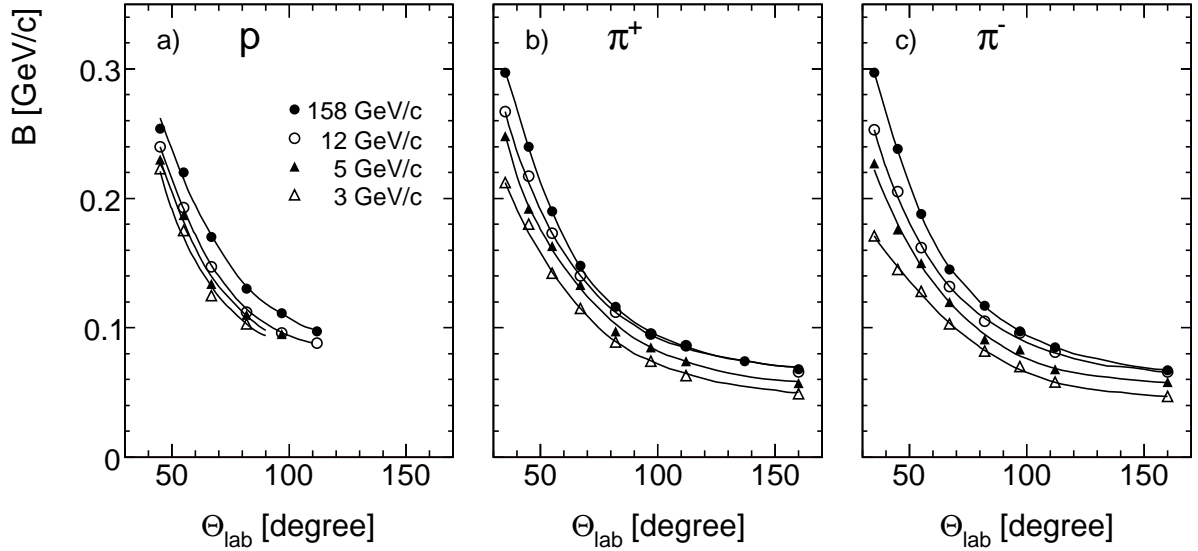 B [GeV/c]
a) p
b) π⁺
c) π⁻
0.3
0.2
0.1
0
158 GeV/c
12 GeV/c
5 GeV/c
3 GeV/c
50 100 150
50 100 150
50 100 150
Θlab [degree]
Θlab [degree]
Θlab [degree]